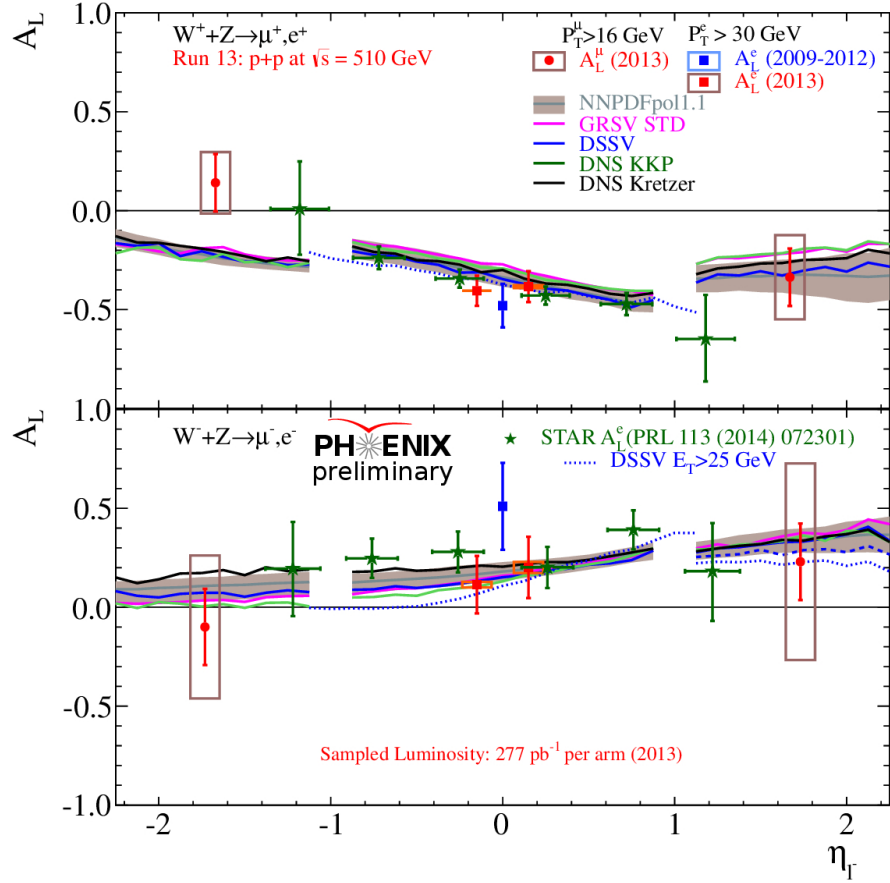 A_L
1.0
W⁺+Z→μ⁺,e⁺
P_T^μ>16 GeV P_T^e>30 GeV
Run 13: p+p at √s = 510 GeV
A_L^μ (2013)
A_L^e (2009-2012)
A_L^e (2013)
NNPDFpol1.1
GRSV STD
DSSV
DNS KKP
DNS Kretzer
0.5
0.0
-0.5
A_L
1.0
W⁻+Z→μ⁻,e⁻
PHENIX
preliminary
STAR A_L^e(PRL 113 (2014) 072301)
DSSV E_T>25 GeV
0.5
0.0
-0.5
Sampled Luminosity: 277 pb⁻¹ per arm (2013)
-1.0
-2 -1 0 1 2
η_l⁻